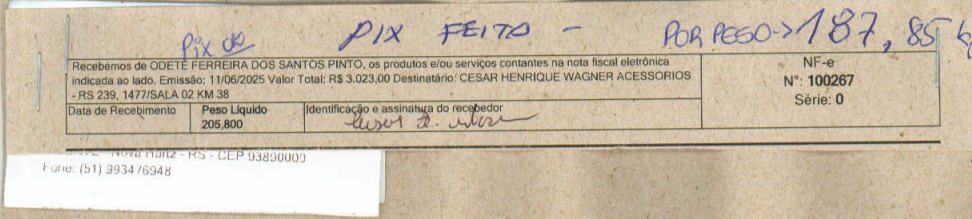 PIX FEITO - POR PESO -> 187,85 kg
Pix de
Recebemos de ODETE FERREIRA DOS SANTOS PINTO, os produtos e/ou serviços contantes na nota fiscal eletrônica
indicada ao lado. Emissão: 11/06/2025 Valor Total: R$ 3.023,00 Destinatário: CESAR HENRIQUE WAGNER ACESSORIOS
- RS 239, 1477/SALA 02 KM 38
NF-e
N°: 100267
Série: 0
Data de Recebimento
Peso Liquido
205,800
Identificação e assinatura do recebedor
Nova Hartz - RS - CEP 93890000
Fone: (51) 993476948